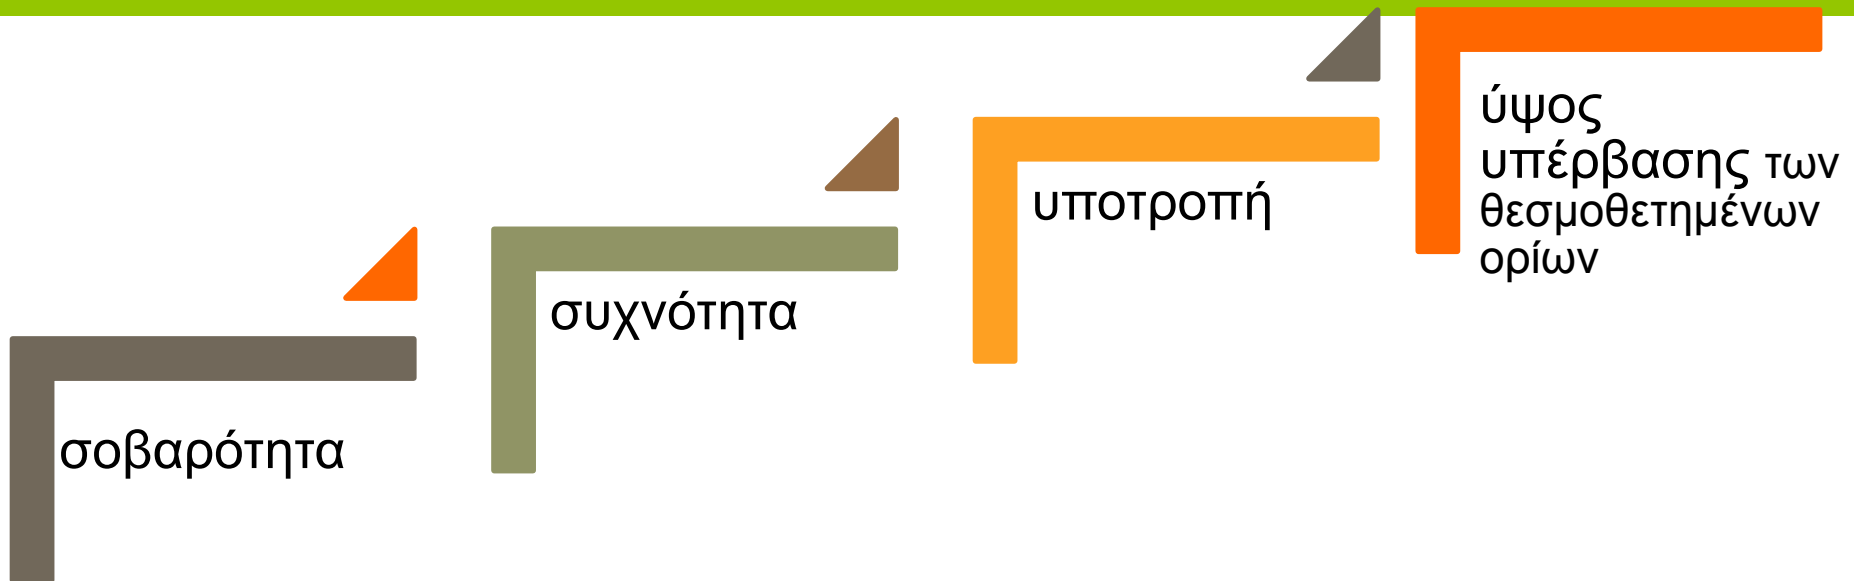 σοβαρότητα
συχνότητα
υποτροπή
ύψος
υπέρβασης των
θεσμοθετημένων
ορίων